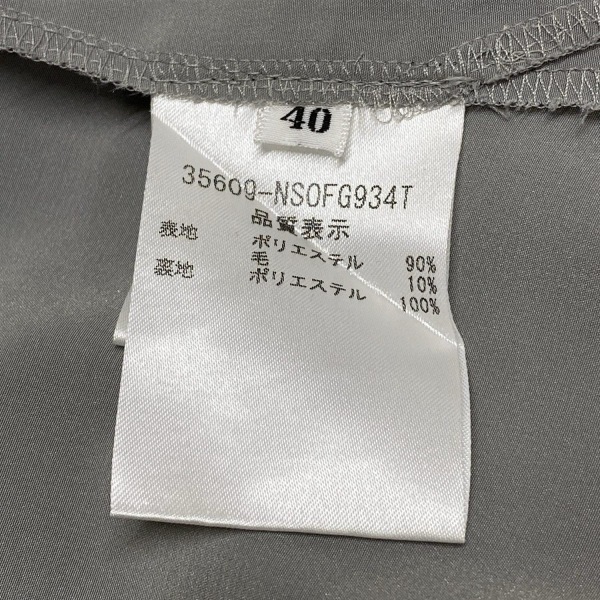 40
35609-NSOFG934T
品質表示
表地 ポリエステル 90%
毛 10%
裏地 ポリエステル 100%